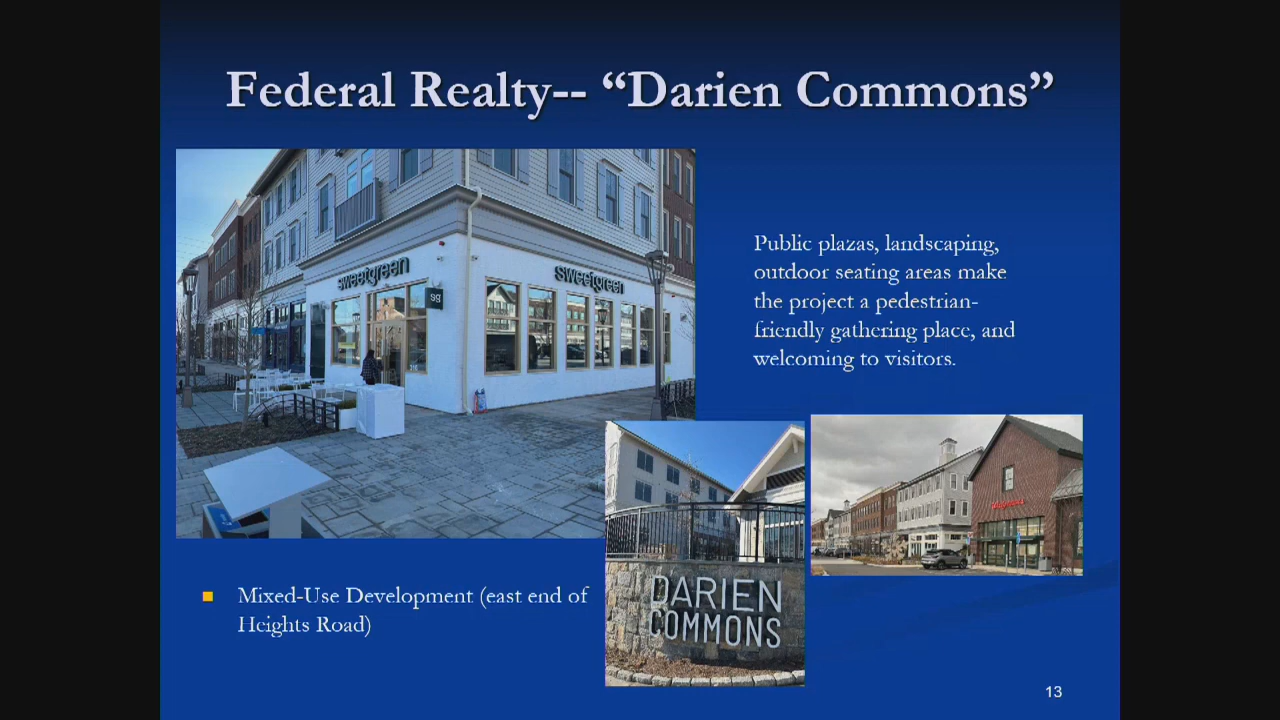 Federal Realty-- “Darien Commons”
sweetgreen
sweetgreen
sg
Public plazas, landscaping,
outdoor seating areas make
the project a pedestrian-
friendly gathering place, and
welcoming to visitors.
Mixed-Use Development (east end of
Heights Road)
DARIEN
COMMONS
13